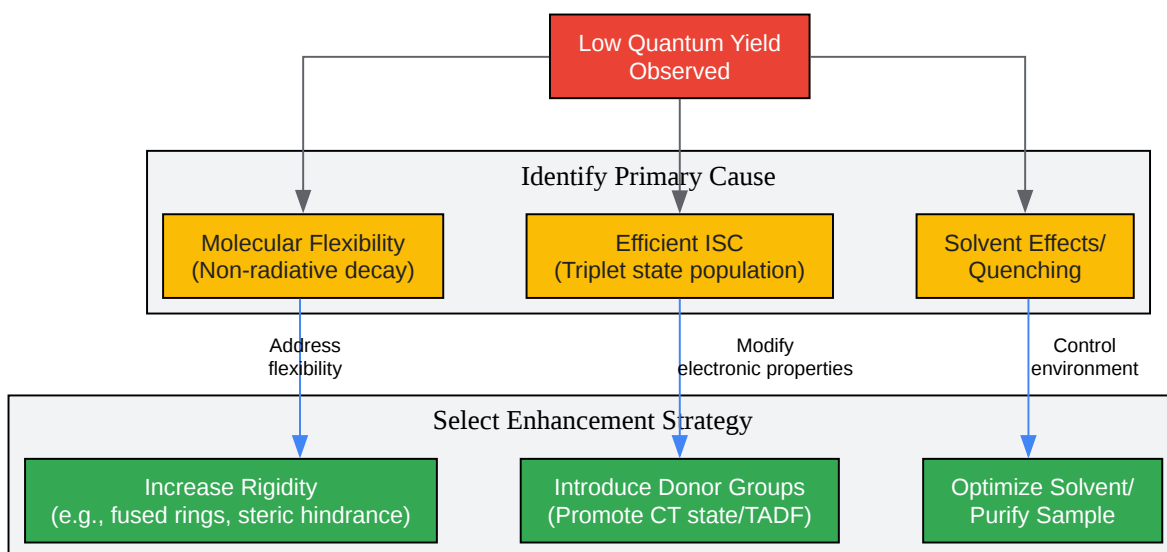 Low Quantum Yield
Observed
Identify Primary Cause
Molecular Flexibility
(Non-radiative decay)
Efficient ISC
(Triplet state population)
Solvent Effects/
Quenching
Address
flexibility
Modify
electronic properties
Control
environment
Select Enhancement Strategy
Increase Rigidity
(e.g., fused rings, steric hindrance)
Introduce Donor Groups
(Promote CT state/TADF)
Optimize Solvent/
Purify Sample